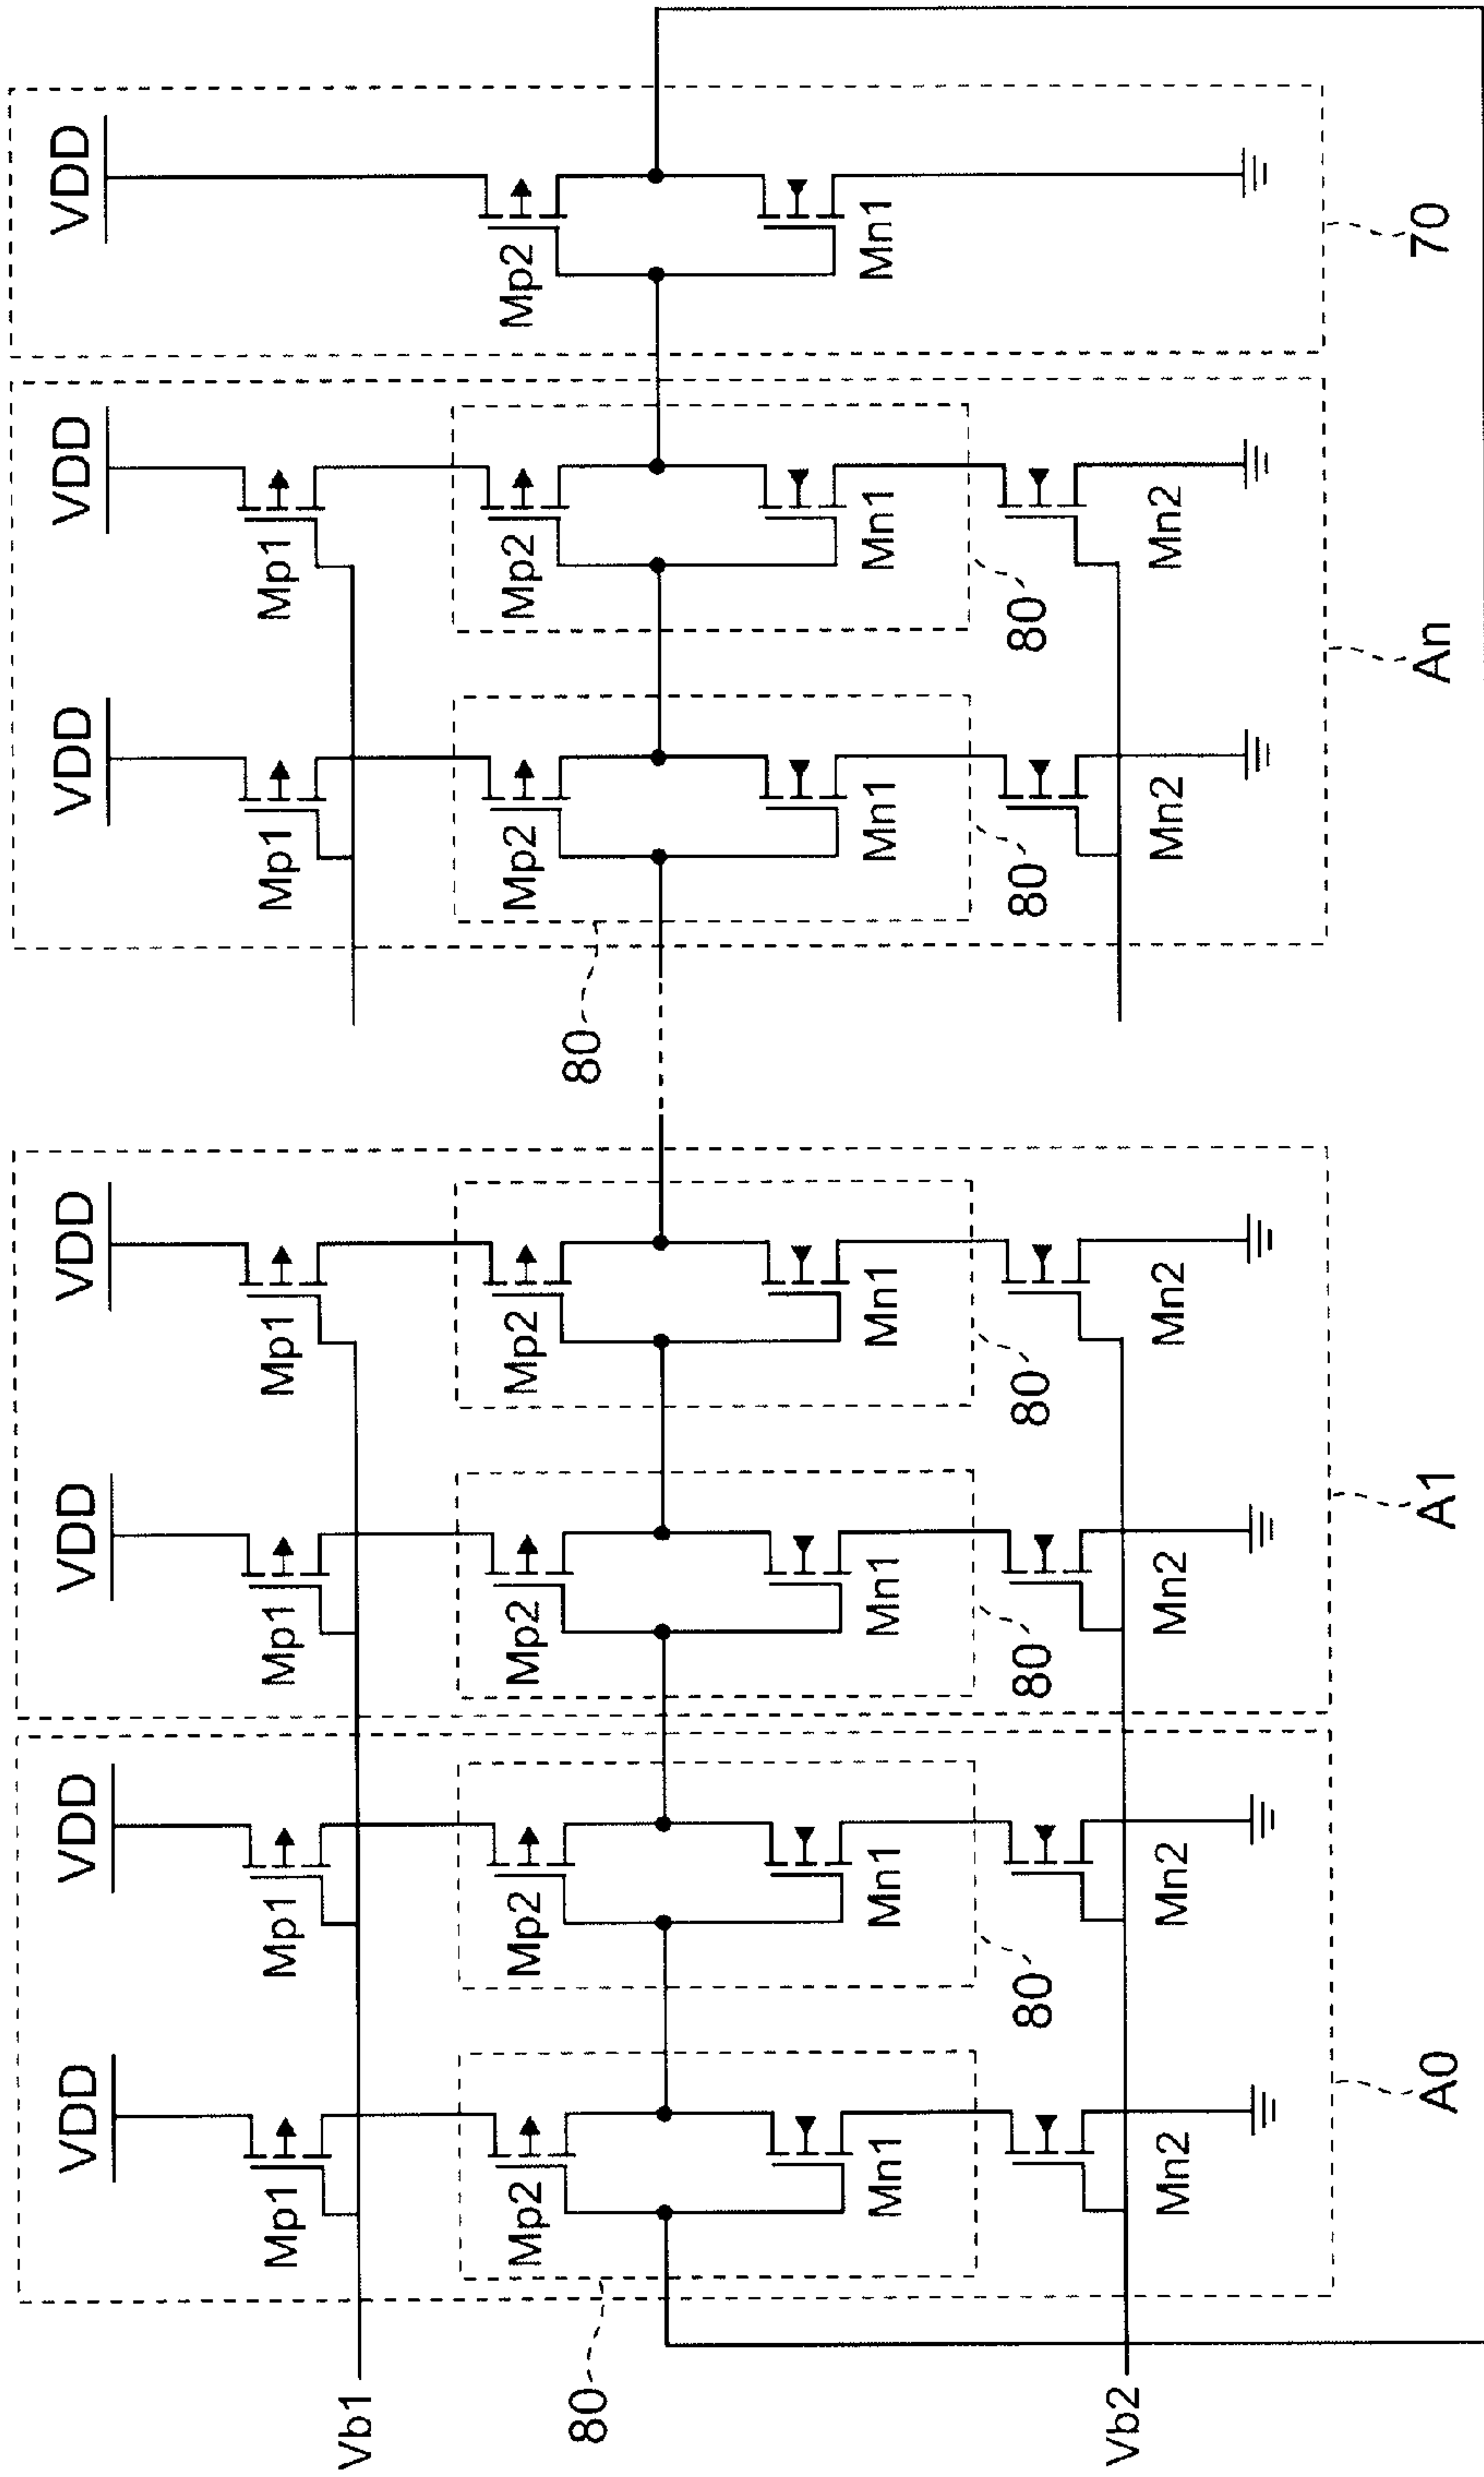 VDD VDD VDD VDD VDD VDD VDD
Mp1 Mp1 Mp1 Mp1 Mp1 Mp1
Vb1
Mp2 Mp2 Mp2 Mp2 Mp2 Mp2 Mp2
80 80
Mn1 Mn1 Mn1 Mn1 Mn1 Mn1 Mn1
80 80 80 80 80
Vb2
Mn2 Mn2 Mn2 Mn2 Mn2 Mn2
A0 A1 An 70